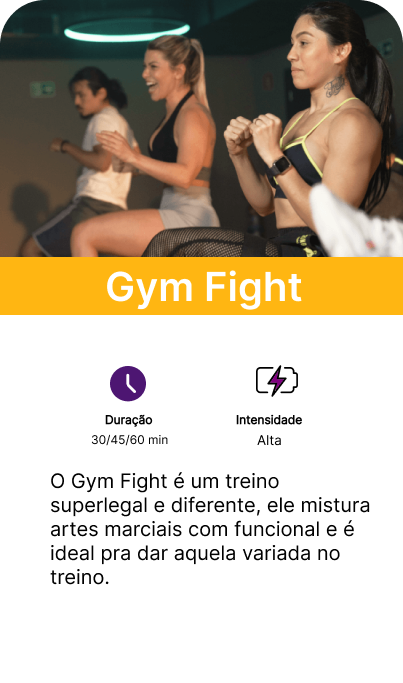 Gym Fight
Duração
30/45/60 min
Intensidade
Alta
O Gym Fight é um treino
superlegal e diferente, ele mistura
artes marciais com funcional e é
ideal pra dar aquela variada no
treino.